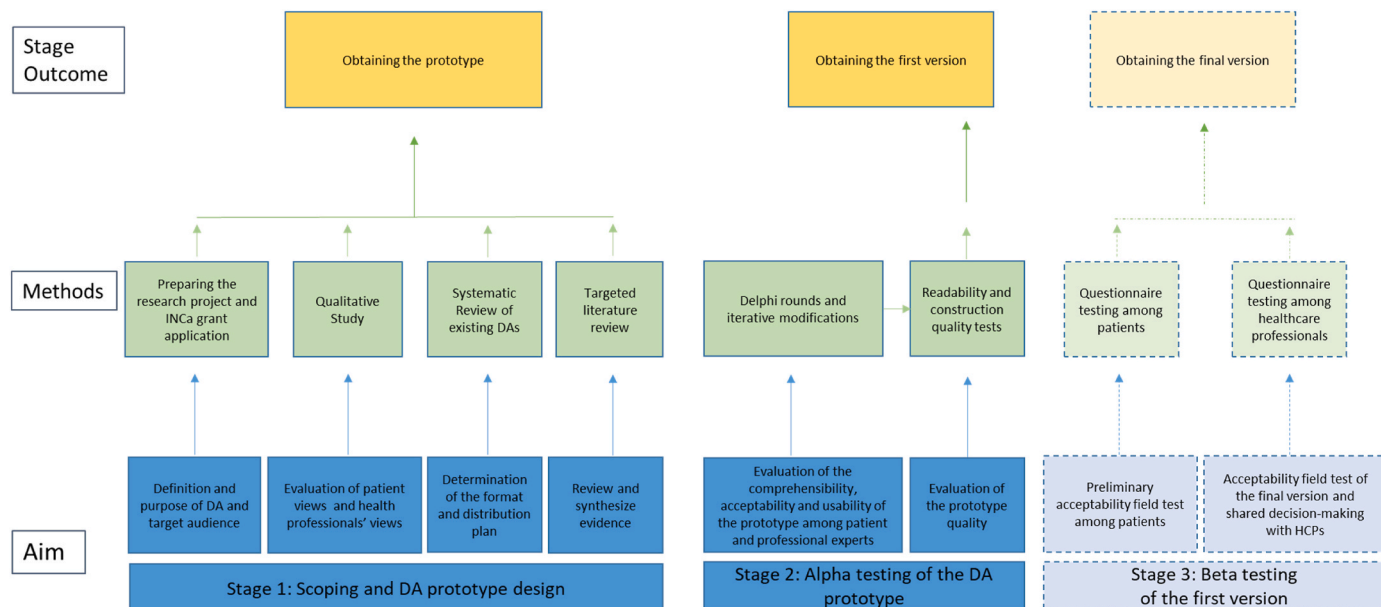 Stage
Outcome
Obtaining the prototype
Obtaining the first version
Obtaining the final version
Methods
Preparing the
research project and
INCa grant
application
Qualitative
Study
Systematic
Review of
existing DAs
Targeted
literature
review
Delphi rounds and
iterative modifications
Readability and
construction
quality tests
Questionnaire
testing among
patients
Questionnaire
testing among
healthcare
professionals
Aim
Definition and
purpose of DA and
target audience
Evaluation of patient
views and health
professionals’ views
Determination
of the format
and distribution
plan
Review and
synthesize
evidence
Evaluation of the
comprehensibility,
acceptability and usability
of the prototype among patient
and professional experts
Evaluation of
the prototype
quality
Preliminary
acceptability field test
among patients
Acceptability field test of
the final version and
shared decision-making
with HCPs
Stage 1: Scoping and DA prototype design
Stage 2: Alpha testing of the DA
prototype
Stage 3: Beta testing
of the first version